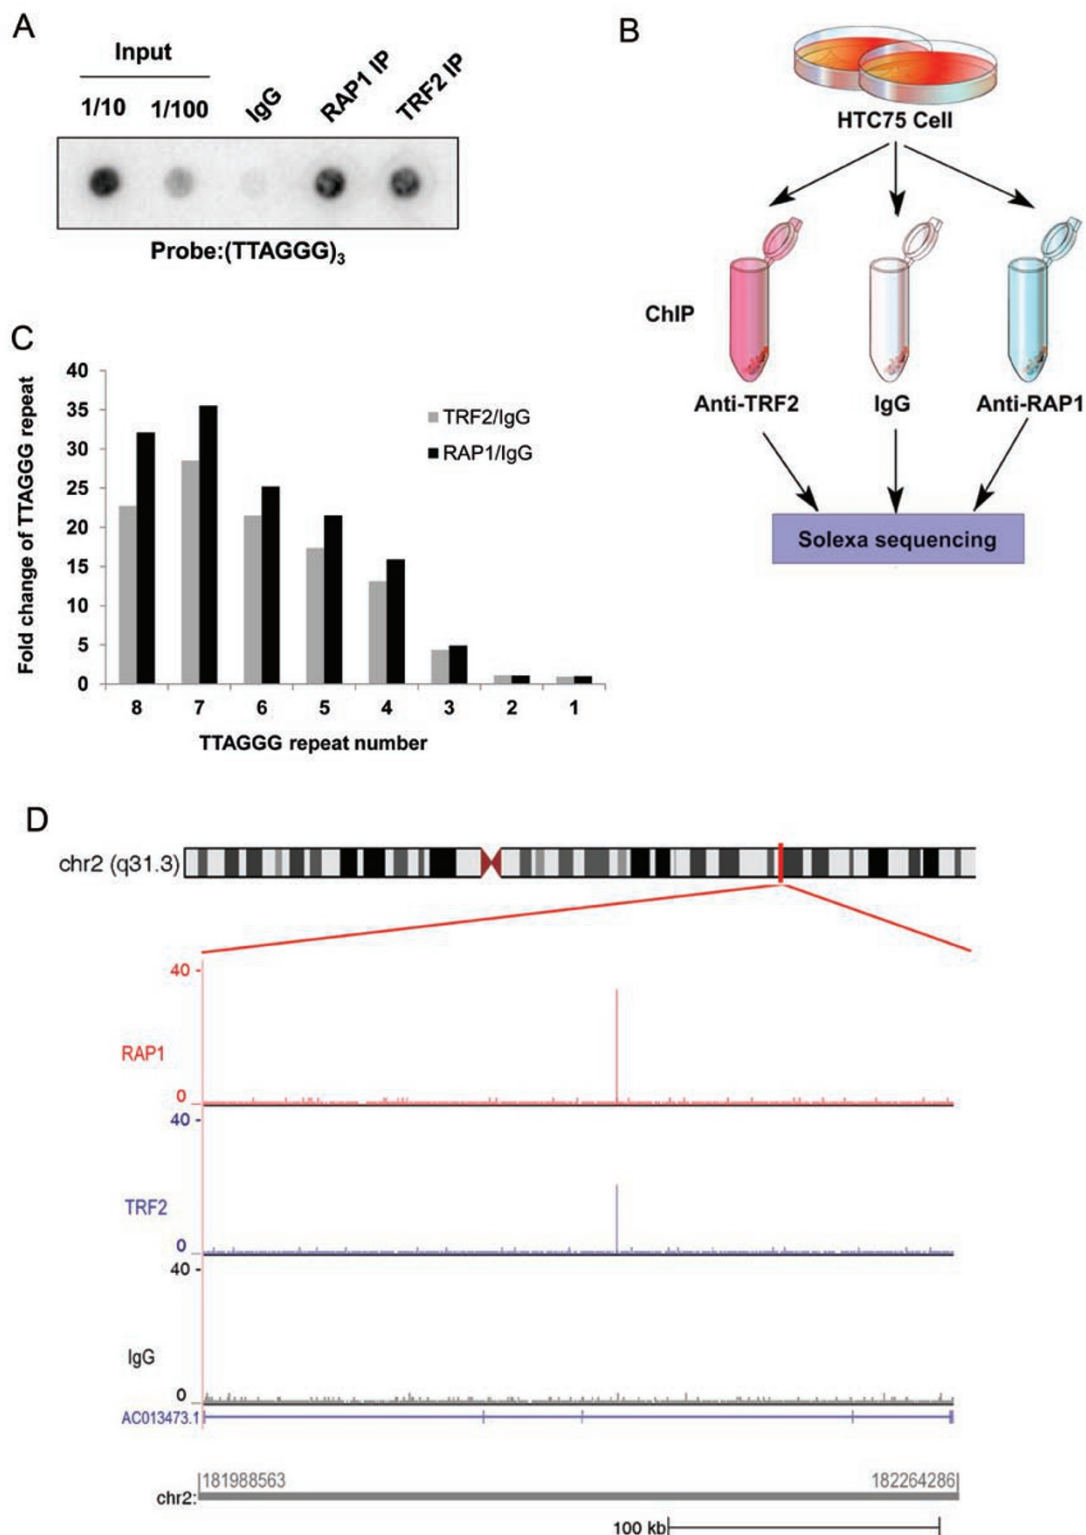 A
Input
1/10 1/100 IgG RAP1 IP TRF2 IP
Probe:(TTAGGG)3
B
HTC75 Cell
ChIP
Anti-TRF2 IgG Anti-RAP1
Solexa sequencing
C
Fold change of TTAGGG repeat
40
35
30
25
20
15
10
5
0
TRF2/IgG
RAP1/IgG
8 7 6 5 4 3 2 1
TTAGGG repeat number
D
chr2 (q31.3)
40
RAP1
0
40
TRF2
0
40
IgG
0
AC013473.1
181988563 182264286
chr2:
100 kb